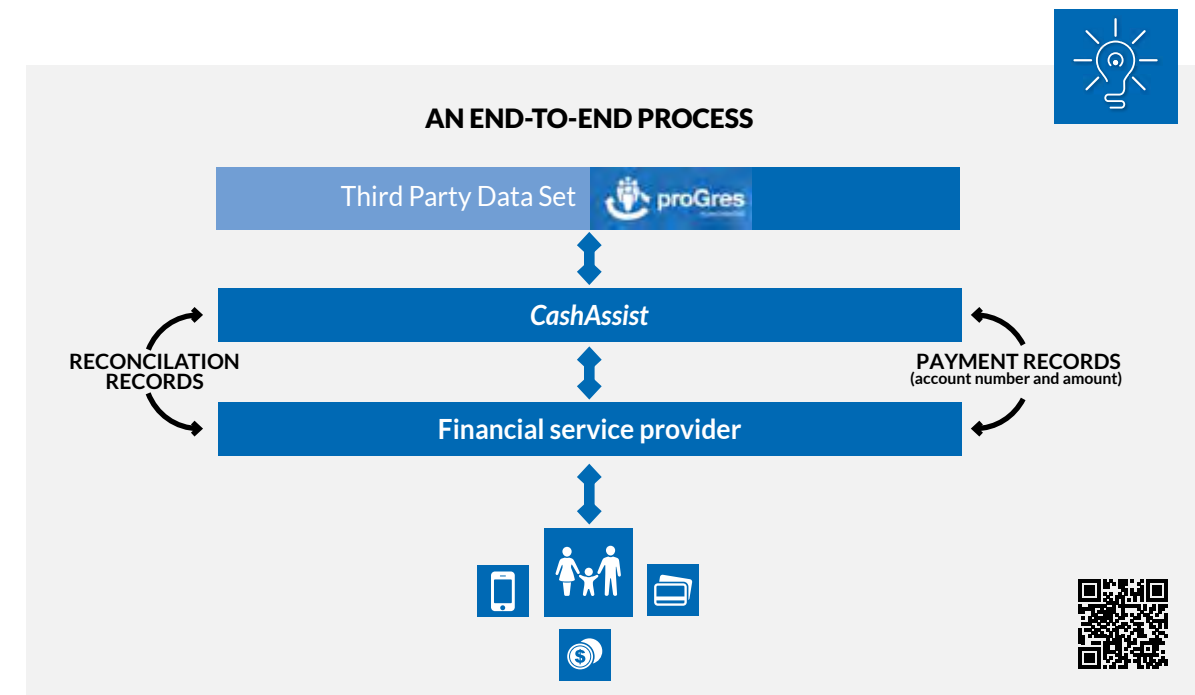 AN END-TO-END PROCESS
Third Party Data Set
proGres
CashAssist
RECONCILATION
RECORDS
PAYMENT RECORDS
(account number and amount)
Financial service provider
$